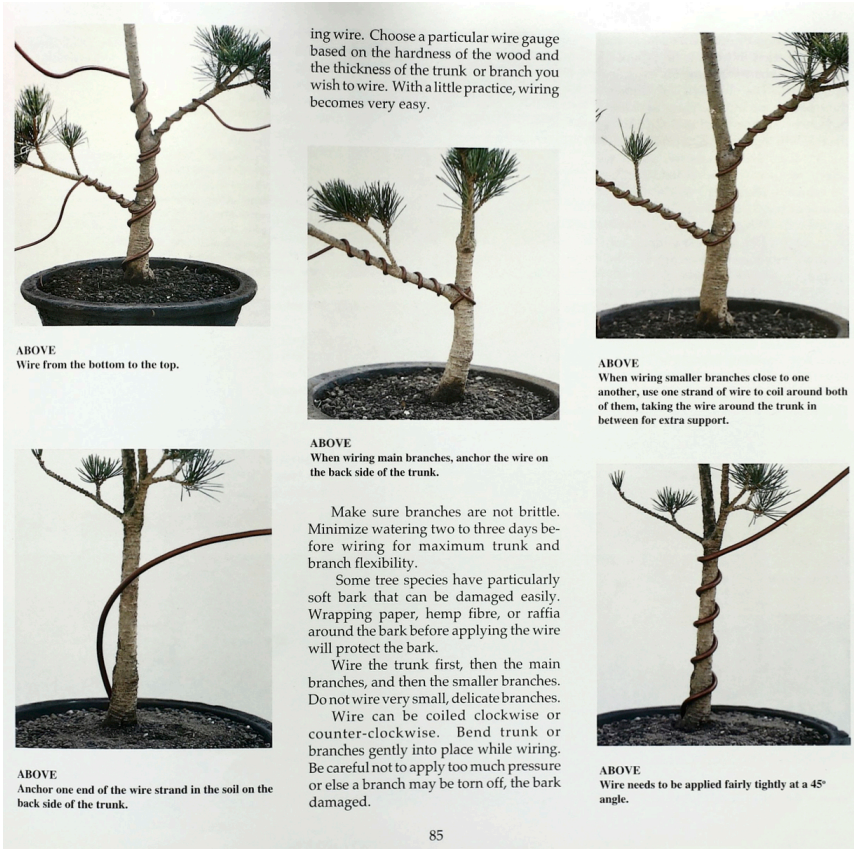 ABOVE
Wire from the bottom to the top.
ABOVE
Anchor one end of the wire strand in the soil on the
back side of the trunk.
ing wire. Choose a particular wire gauge
based on the hardness of the wood and
the thickness of the trunk or branch you
wish to wire. With a little practice, wiring
becomes very easy.
ABOVE
When wiring main branches, anchor the wire on
the back side of the trunk.
Make sure branches are not brittle.
Minimize watering two to three days be-
fore wiring for maximum trunk and
branch flexibility.
Some tree species have particularly
soft bark that can be damaged easily.
Wrapping paper, hemp fibre, or raffia
around the bark before applying the wire
will protect the bark.
Wire the trunk first, then the main
branches, and then the smaller branches.
Do not wire very small, delicate branches.
Wire can be coiled clockwise or
counter-clockwise. Bend trunk or
branches gently into place while wiring.
Be careful not to apply too much pressure
or else a branch may be torn off, the bark
damaged.
ABOVE
When wiring smaller branches close to one
another, use one strand of wire to coil around both
of them, taking the wire around the trunk in
between for extra support.
ABOVE
Wire needs to be applied fairly tightly at a 45°
angle.
85